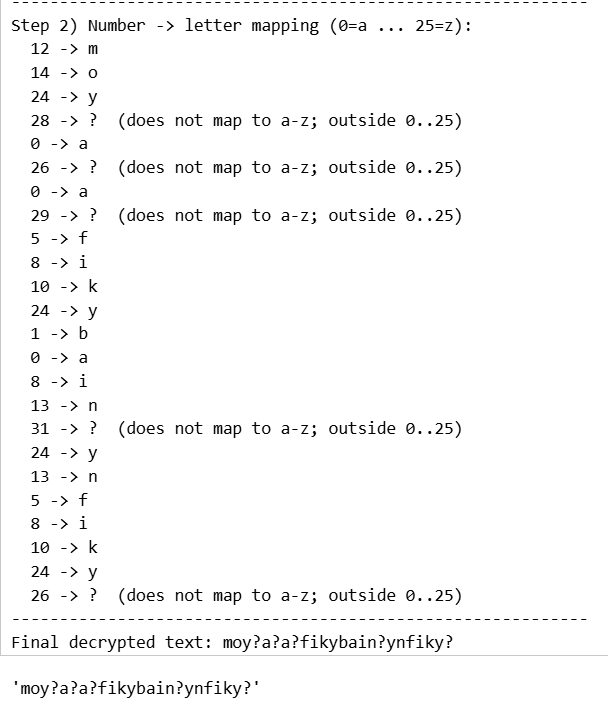 --------------------------------------------------------------
Step 2) Number -> letter mapping (0=a ... 25=z):
12 -> m
14 -> o
24 -> y
28 -> ?  (does not map to a-z; outside 0..25)
0 -> a
26 -> ?  (does not map to a-z; outside 0..25)
0 -> a
29 -> ?  (does not map to a-z; outside 0..25)
5 -> f
8 -> i
10 -> k
24 -> y
1 -> b
0 -> a
8 -> i
13 -> n
31 -> ?  (does not map to a-z; outside 0..25)
24 -> y
13 -> n
5 -> f
8 -> i
10 -> k
24 -> y
26 -> ?  (does not map to a-z; outside 0..25)
--------------------------------------------------------------
Final decrypted text: moy?a?a?fikybain?ynfiky?
'moy?a?a?fikybain?ynfiky?'